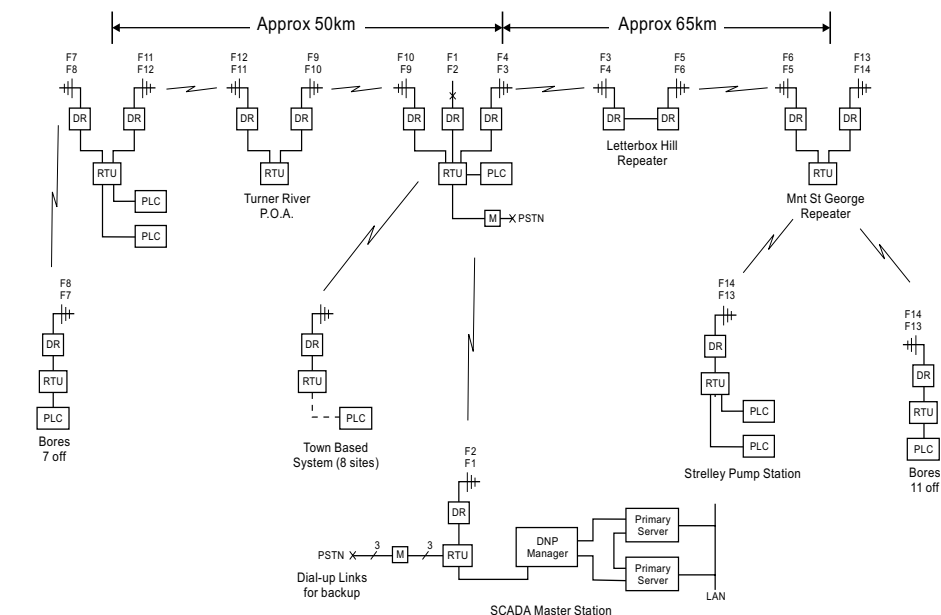 Approx 50km
Approx 65km
F7
F8
F11
F12
F12
F11
F9
F10
F10
F9
F1
F2
F4
F3
F3
F4
F5
F6
F6
F5
F13
F14
DR
DR
DR
DR
DR
DR
DR
DR
DR
DR
DR
RTU
RTU
RTU
RTU
PLC
PLC
PLC
Turner River
P.O.A.
M
PSTN
Letterbox Hill
Repeater
Mnt St George
Repeater
F8
F7
DR
RTU
PLC
Bores
7 off
DR
RTU
PLC
Town Based
System (8 sites)
F14
F13
DR
RTU
PLC
PLC
Strelley Pump Station
F14
F13
DR
RTU
PLC
Bores
11 off
F2
F1
DR
RTU
PSTN
3
M
3
Dial-up Links
for backup
DNP
Manager
Primary
Server
Primary
Server
LAN
SCADA Master Station